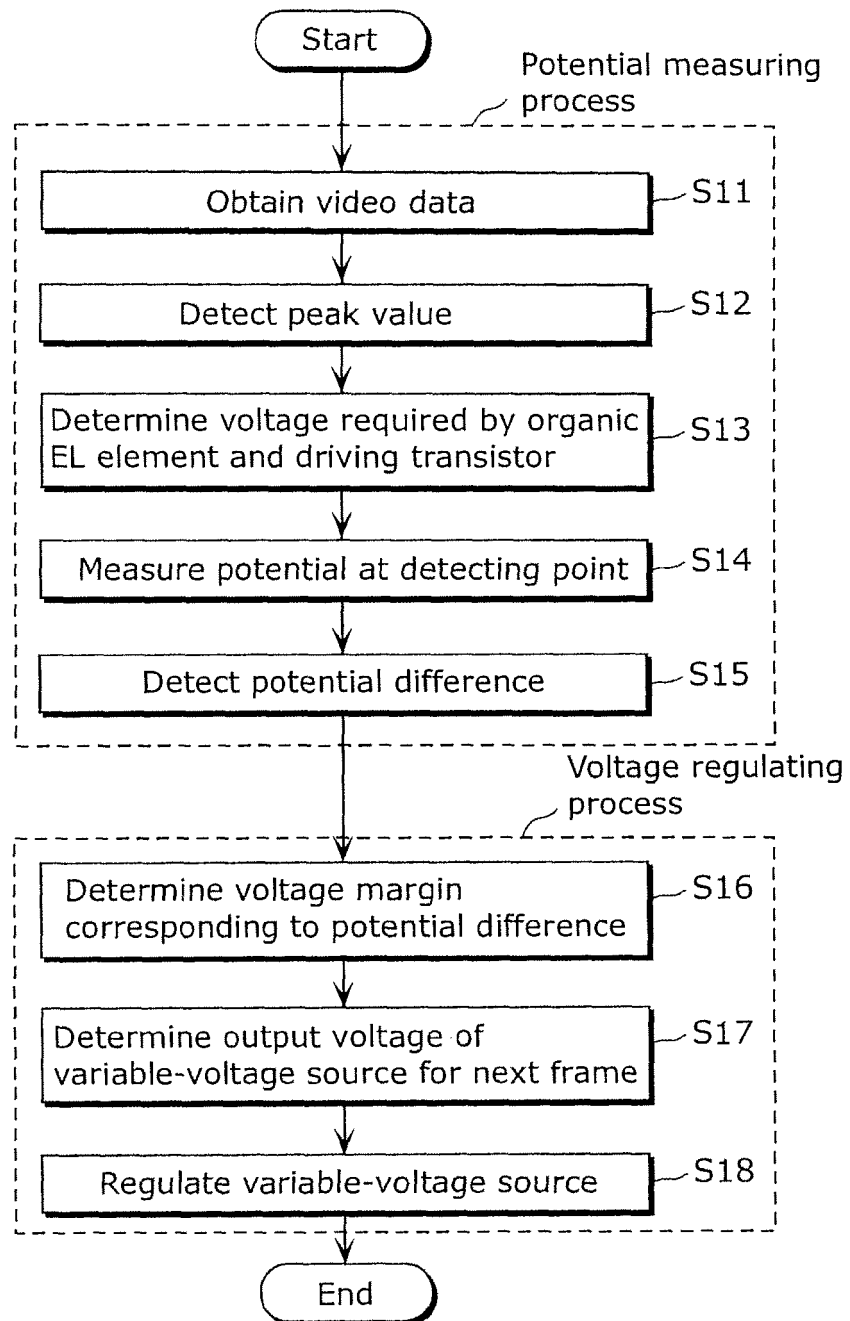 Start
Potential measuring
process
Obtain video data
S11
Detect peak value
S12
Determine voltage required by organic
EL element and driving transistor
S13
Measure potential at detecting point
S14
Detect potential difference
S15
Voltage regulating
process
Determine voltage margin
corresponding to potential difference
S16
Determine output voltage of
variable-voltage source for next frame
S17
Regulate variable-voltage source
S18
End